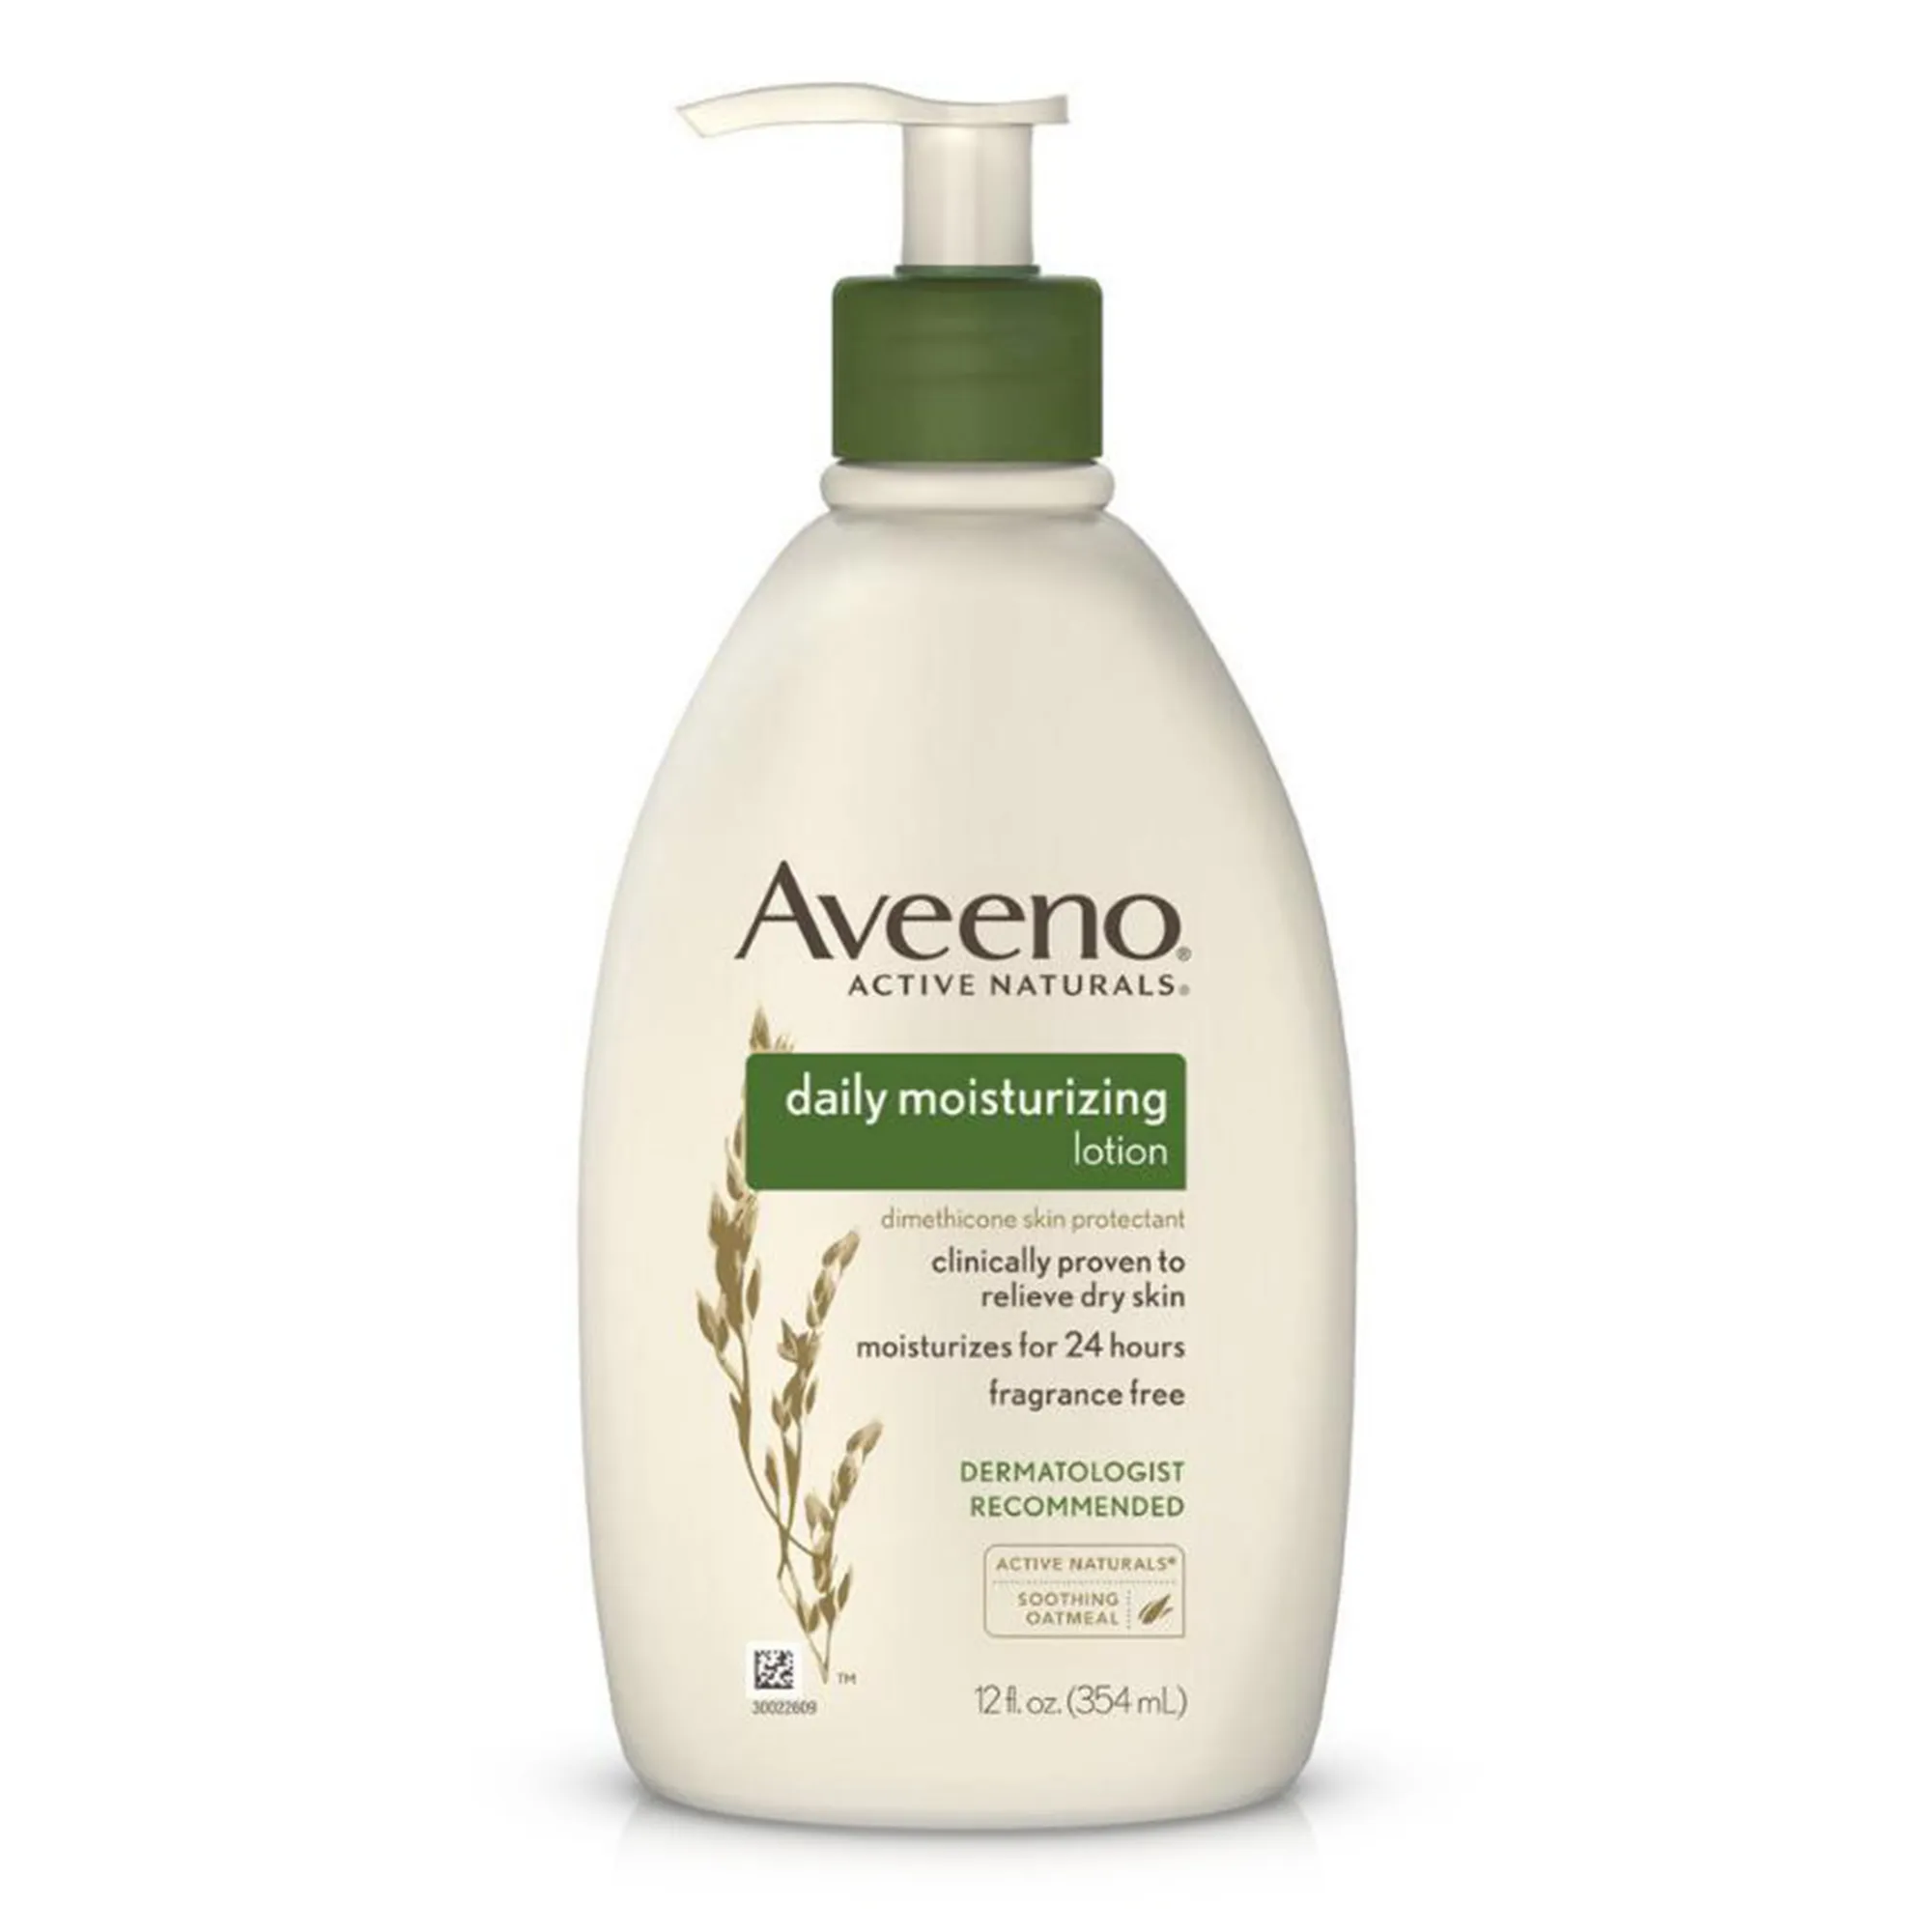 Aveeno®
ACTIVE NATURALS®
daily moisturizing
lotion
dimethicone skin protectant
clinically proven to
relieve dry skin
moisturizes for 24 hours
fragrance free
DERMATOLOGIST
RECOMMENDED
ACTIVE NATURALS®
SOOTHING
OATMEAL
TM
30022609
12 fl. oz. (354 mL)